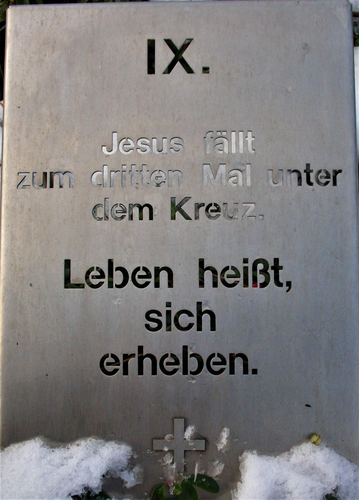 IX.
Jesus fällt
zum dritten Mal unter
dem Kreuz.
Leben heißt,
sich
erheben.